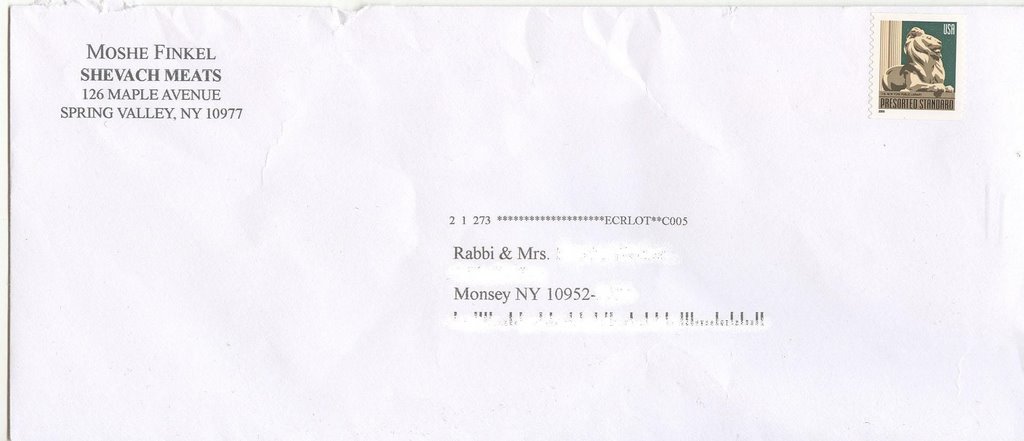 MOSHE FINKEL
SHEVACH MEATS
126 MAPLE AVENUE
SPRING VALLEY, NY 10977
USA
PRESORTED STANDARD
2 1 273 ********************ECRLOT**C005
Rabbi & Mrs.
Monsey NY 10952-